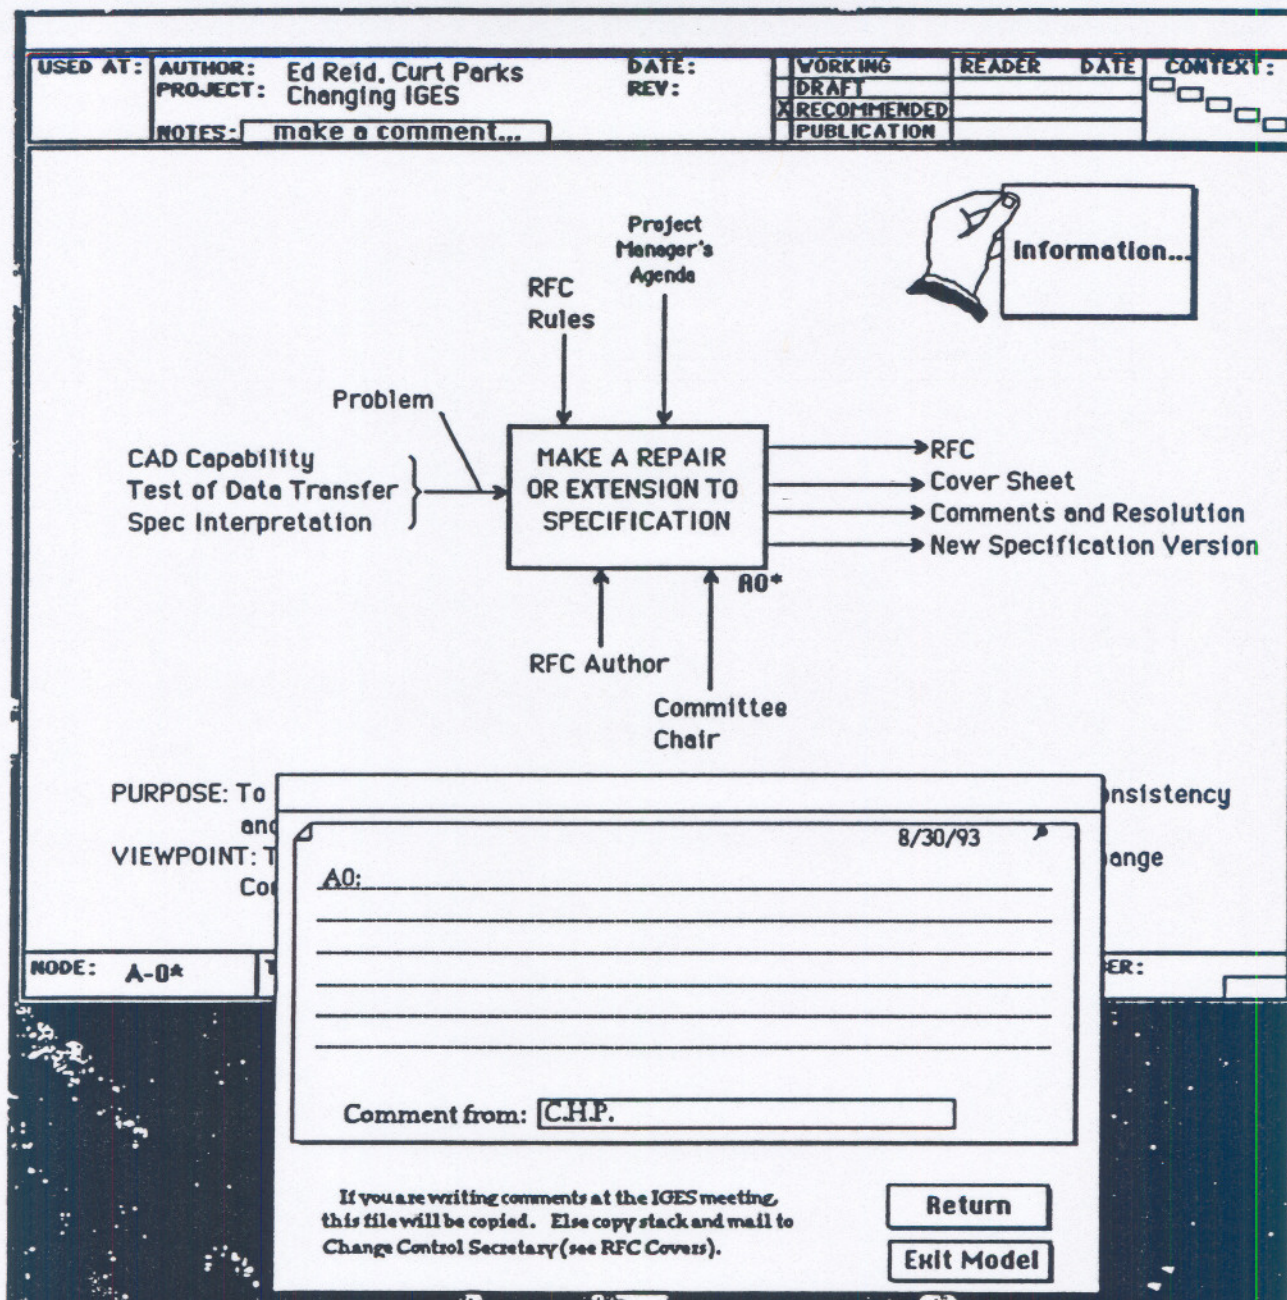 USED AT:
AUTHOR: Ed Reid, Curt Parks
PROJECT: Changing IGES
NOTES: make a comment...
DATE:
REV:
WORKING
DRAFT
X RECOMMENDED
PUBLICATION
READER DATE
CONTEXT:
Information...
Project
Manager's
Agenda
RFC
Rules
Problem
CAD Capability
Test of Data Transfer
Spec Interpretation
MAKE A REPAIR
OR EXTENSION TO
SPECIFICATION
A0*
RFC
Cover Sheet
Comments and Resolution
New Specification Version
RFC Author
Committee
Chair
PURPOSE: To
nsistency
and
VIEWPOINT: T
ange
Co
NODE: A-0*
T
ER:
8/30/93
A0:
Comment from: C.H.P.
If you are writing comments at the IGES meeting,
this file will be copied. Else copy stack and mail to
Change Control Secretary (see RFC Covers).
Return
Exit Model